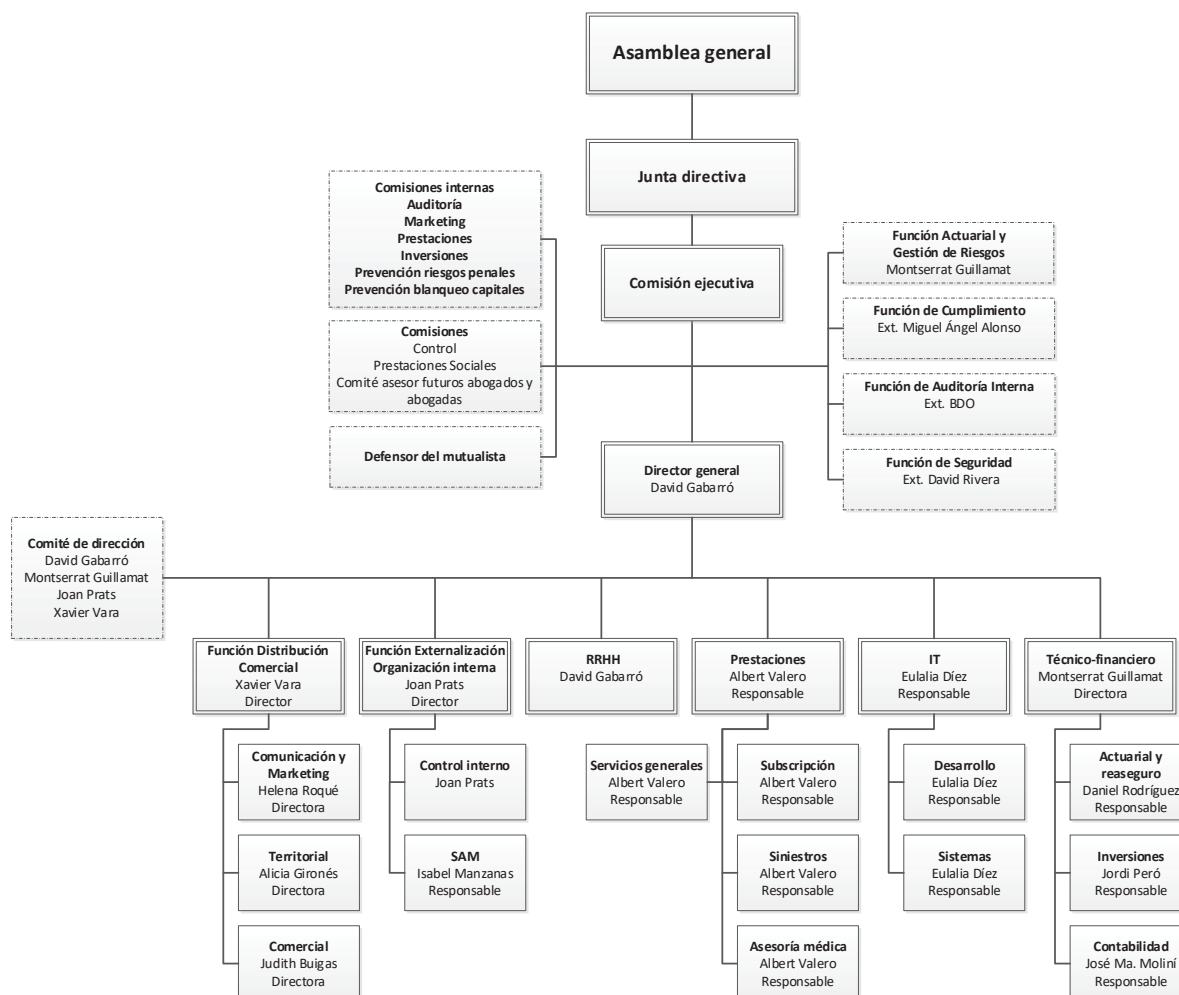 Asamblea general
Junta directiva
Comisiones internas
Auditoría
Marketing
Prestaciones
Inversiones
Prevención riesgos penales
Prevención blanqueo capitales
Comisión ejecutiva
Función Actuarial y
Gestión de Riesgos
Montserrat Guillamat
Función de Cumplimiento
Ext. Miguel Ángel Alonso
Comisiones
Control
Prestaciones Sociales
Comité asesor futuros abogados y
abogadas
Función de Auditoría Interna
Ext. BDO
Defensor del mutualista
Director general
David Gabarró
Función de Seguridad
Ext. David Rivera
Comité de dirección
David Gabarró
Montserrat Guillamat
Joan Prats
Xavier Vara
Función Distribución
Comercial
Xavier Vara
Director
Función Externalización
Organización interna
Joan Prats
Director
RRHH
David Gabarró
Prestaciones
Albert Valero
Responsable
IT
Eulalia Díez
Responsable
Técnico-financiero
Montserrat Guillamat
Directora
Comunicación y
Marketing
Helena Roqué
Directora
Control interno
Joan Prats
Servicios generales
Albert Valero
Responsable
Subscripción
Albert Valero
Responsable
Desarrollo
Eulalia Díez
Responsable
Actuarial y
reaseguro
Daniel Rodríguez
Responsable
Territorial
Alicia Gironés
Directora
SAM
Isabel Manzanas
Responsable
Siniestros
Albert Valero
Responsable
Sistemas
Eulalia Díez
Responsable
Inversiones
Jordi Peró
Responsable
Comercial
Judith Buigas
Directora
Asesoría médica
Albert Valero
Responsable
Contabilidad
José Ma. Moliní
Responsable